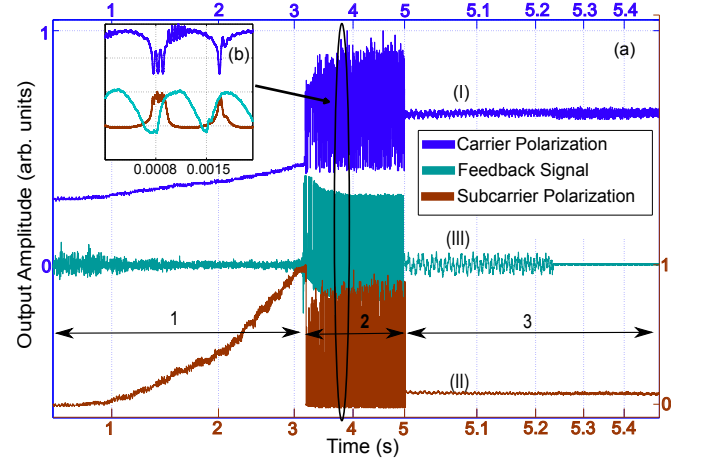 1 2 3 4 5 5.1 5.2 5.3 5.4
1
(b)
(a)
(I)
0.0008 0.0015
Carrier Polarization
Feedback Signal
Subcarrier Polarization
(III)
0
1
1
2
3
(II)
0
1 2 3 4 5 5.1 5.2 5.3 5.4
Time (s)
Output Amplitude (arb. units)